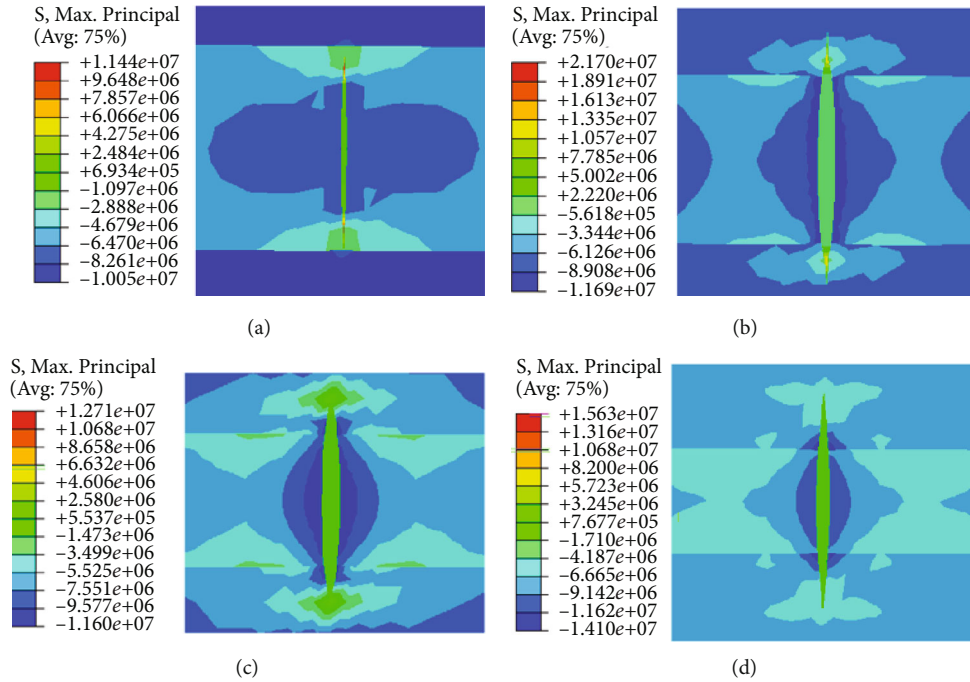 S, Max. Principal
(Avg: 75%)
+1.144e+07
+9.648e+06
+7.857e+06
+6.066e+06
+4.275e+06
+2.484e+06
+6.934e+05
−1.097e+06
−2.888e+06
−4.679e+06
−6.470e+06
−8.261e+06
−1.005e+07
(a)
S, Max. Principal
(Avg: 75%)
+2.170e+07
+1.891e+07
+1.613e+07
+1.335e+07
+1.057e+07
+7.785e+06
+5.002e+06
+2.220e+06
−5.618e+05
−3.344e+06
−6.126e+06
−8.908e+06
−1.169e+07
(b)
S, Max. Principal
(Avg: 75%)
+1.271e+07
+1.068e+07
+8.658e+06
+6.632e+06
+4.606e+06
+2.580e+06
+5.537e+05
−1.473e+06
−3.499e+06
−5.525e+06
−7.551e+06
−9.577e+06
−1.160e+07
(c)
S, Max. Principal
(Avg: 75%)
+1.563e+07
+1.316e+07
+1.068e+07
+8.200e+06
+5.723e+06
+5.245e+06
+7.677e+05
−1.710e+06
−4.187e+06
−6.665e+06
−9.142e+06
−1.162e+07
−1.410e+07
(d)